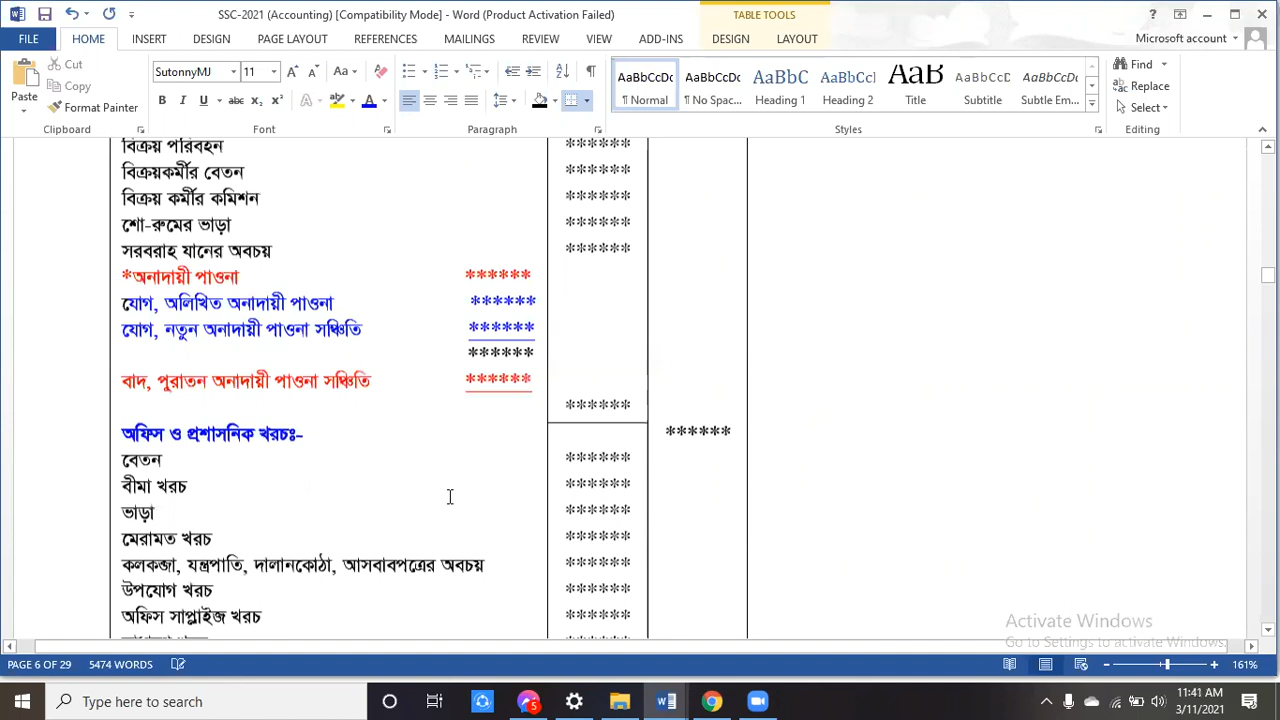 SSC-2021 (Accounting) [Compatibility Mode] - Word (Product Activation Failed)
TABLE TOOLS
FILE HOME INSERT DESIGN PAGE LAYOUT REFERENCES MAILINGS REVIEW VIEW ADD-INS DESIGN LAYOUT Microsoft account
Cut
Copy
Format Painter
Paste
SutonnyMJ 11
AaBbCcDc AaBbCcDc AaBbC AaBbCc AaB AaBbCcD AaBbCcDc
¶ Normal ¶ No Spac... Heading 1 Heading 2 Title Subtitle Subtle Em...
Find
Replace
Select
Clipboard Font Paragraph Styles Editing
বিক্রয় পরিবহন ******
বিক্রয়কর্মীর বেতন ******
বিক্রয় কর্মীর কমিশন ******
শো-রুমের ভাড়া ******
সরবরাহ যানের অবচয় ******
*অনাদায়ী পাওনা ******
যোগ, অলিখিত অনাদায়ী পাওনা ******
যোগ, নতুন অনাদায়ী পাওনা সঞ্চিতি ******
******
বাদ, পুরাতন অনাদায়ী পাওনা সঞ্চিতি ******
******
অফিস ও প্রশাসনিক খরচঃ- ******
বেতন ******
বীমা খরচ ******
ভাড়া ******
মেরামত খরচ ******
কলকব্জা, যন্ত্রপাতি, দালানকোঠা, আসবাবপত্রের অবচয় ******
উপযোগ খরচ ******
অফিস সাপ্লাইজ খরচ ******
Activate Windows
Go to Settings to activate Windows.
PAGE 6 OF 29 5474 WORDS 161%
Type here to search
5
11:41 AM
3/11/2021